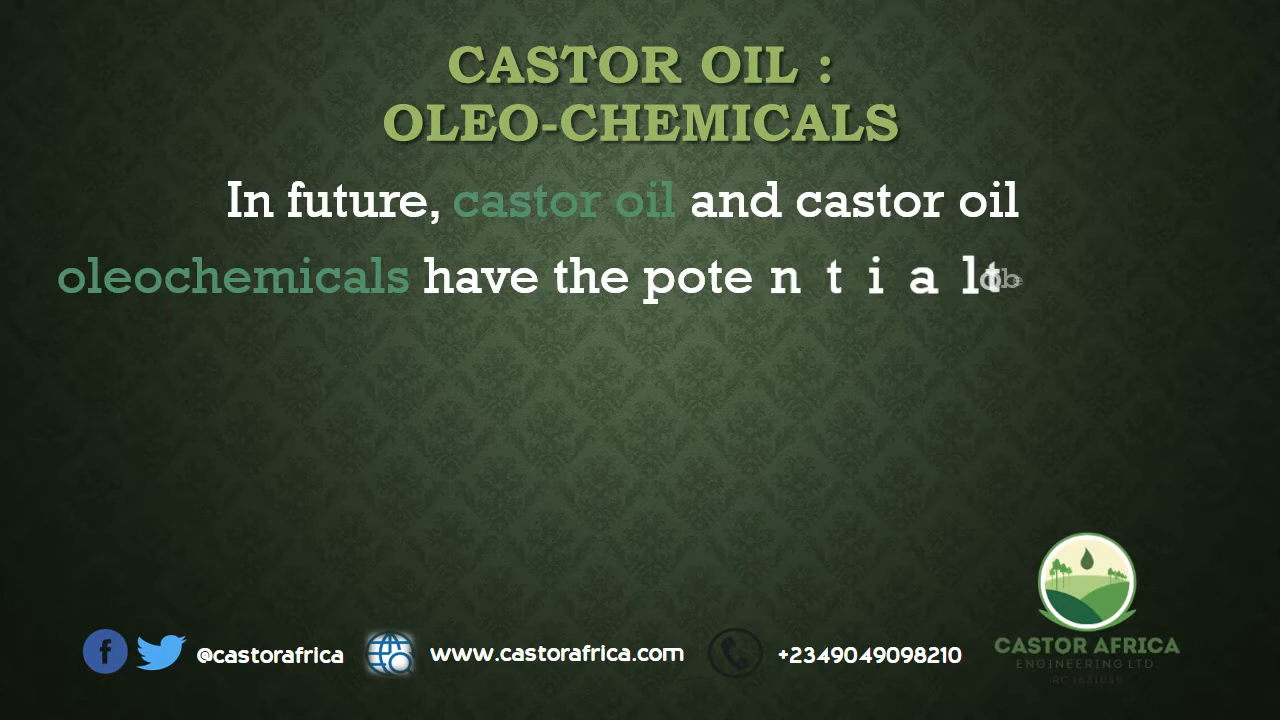 CASTOR OIL :
OLEO-CHEMICALS
In future, castor oil and castor oil
oleochemicals have the potential
@castorafrica
www.castorafrica.com
+2349049098210
CASTOR AFRICA
ENGINEERING LTD.